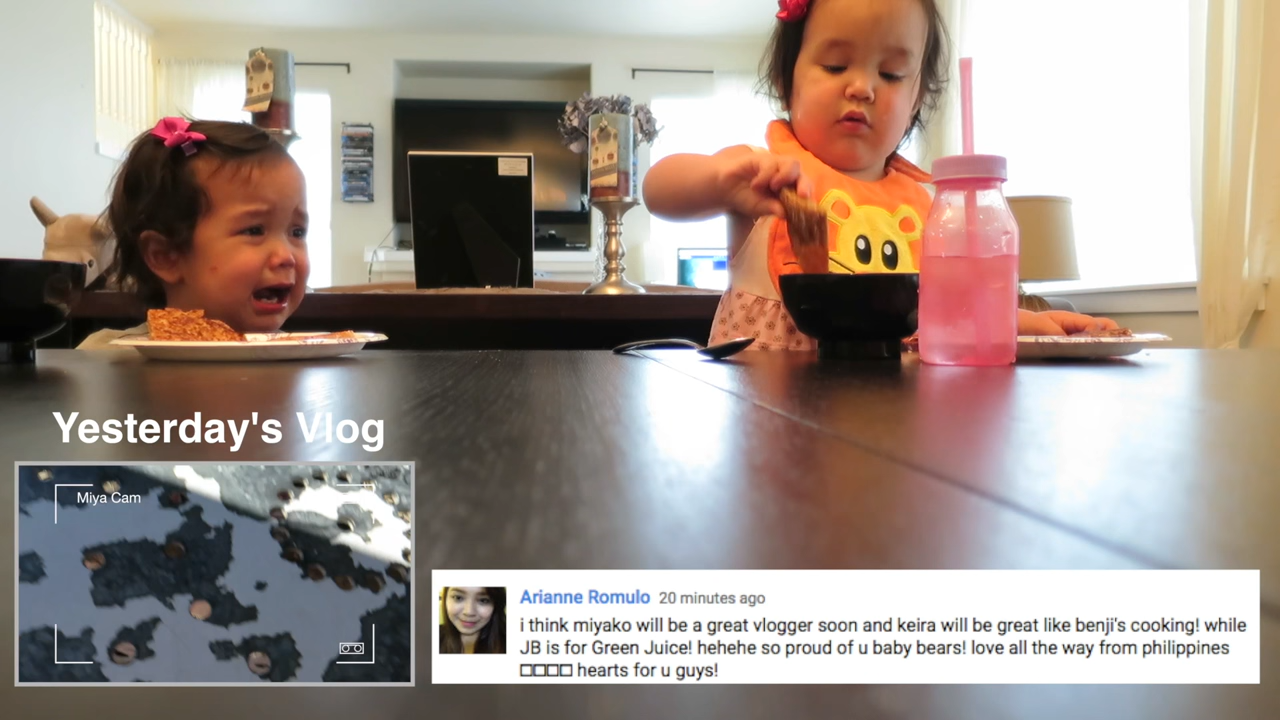 Yesterday's Vlog
Miya Cam
Arianne Romulo 20 minutes ago
i think miyako will be a great vlogger soon and keira will be great like benji's cooking! while
JB is for Green Juice! hehehe so proud of u baby bears! love all the way from philippines
□□□□ hearts for u guys!